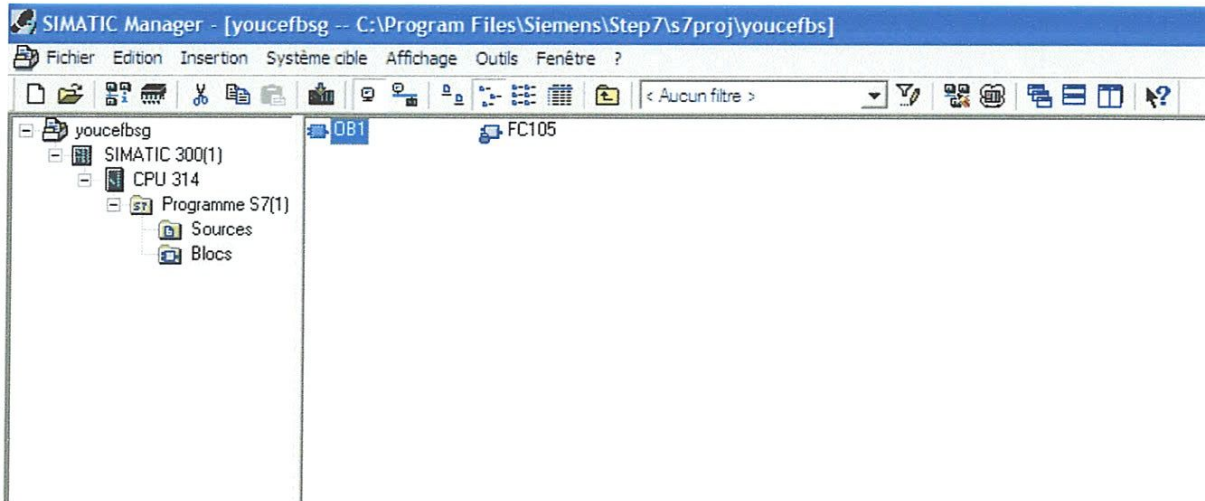 SIMATIC Manager - [youcefbsg -- C:\Program Files\Siemens\Step7\s7proj\youcefbs]
Fichier Edition Insertion Système cible Affichage Outils Fenêtre ?
< Aucun filtre >
youcefbsg
SIMATIC 300(1)
CPU 314
Programme S7(1)
Sources
Blocs
OB1 FC105